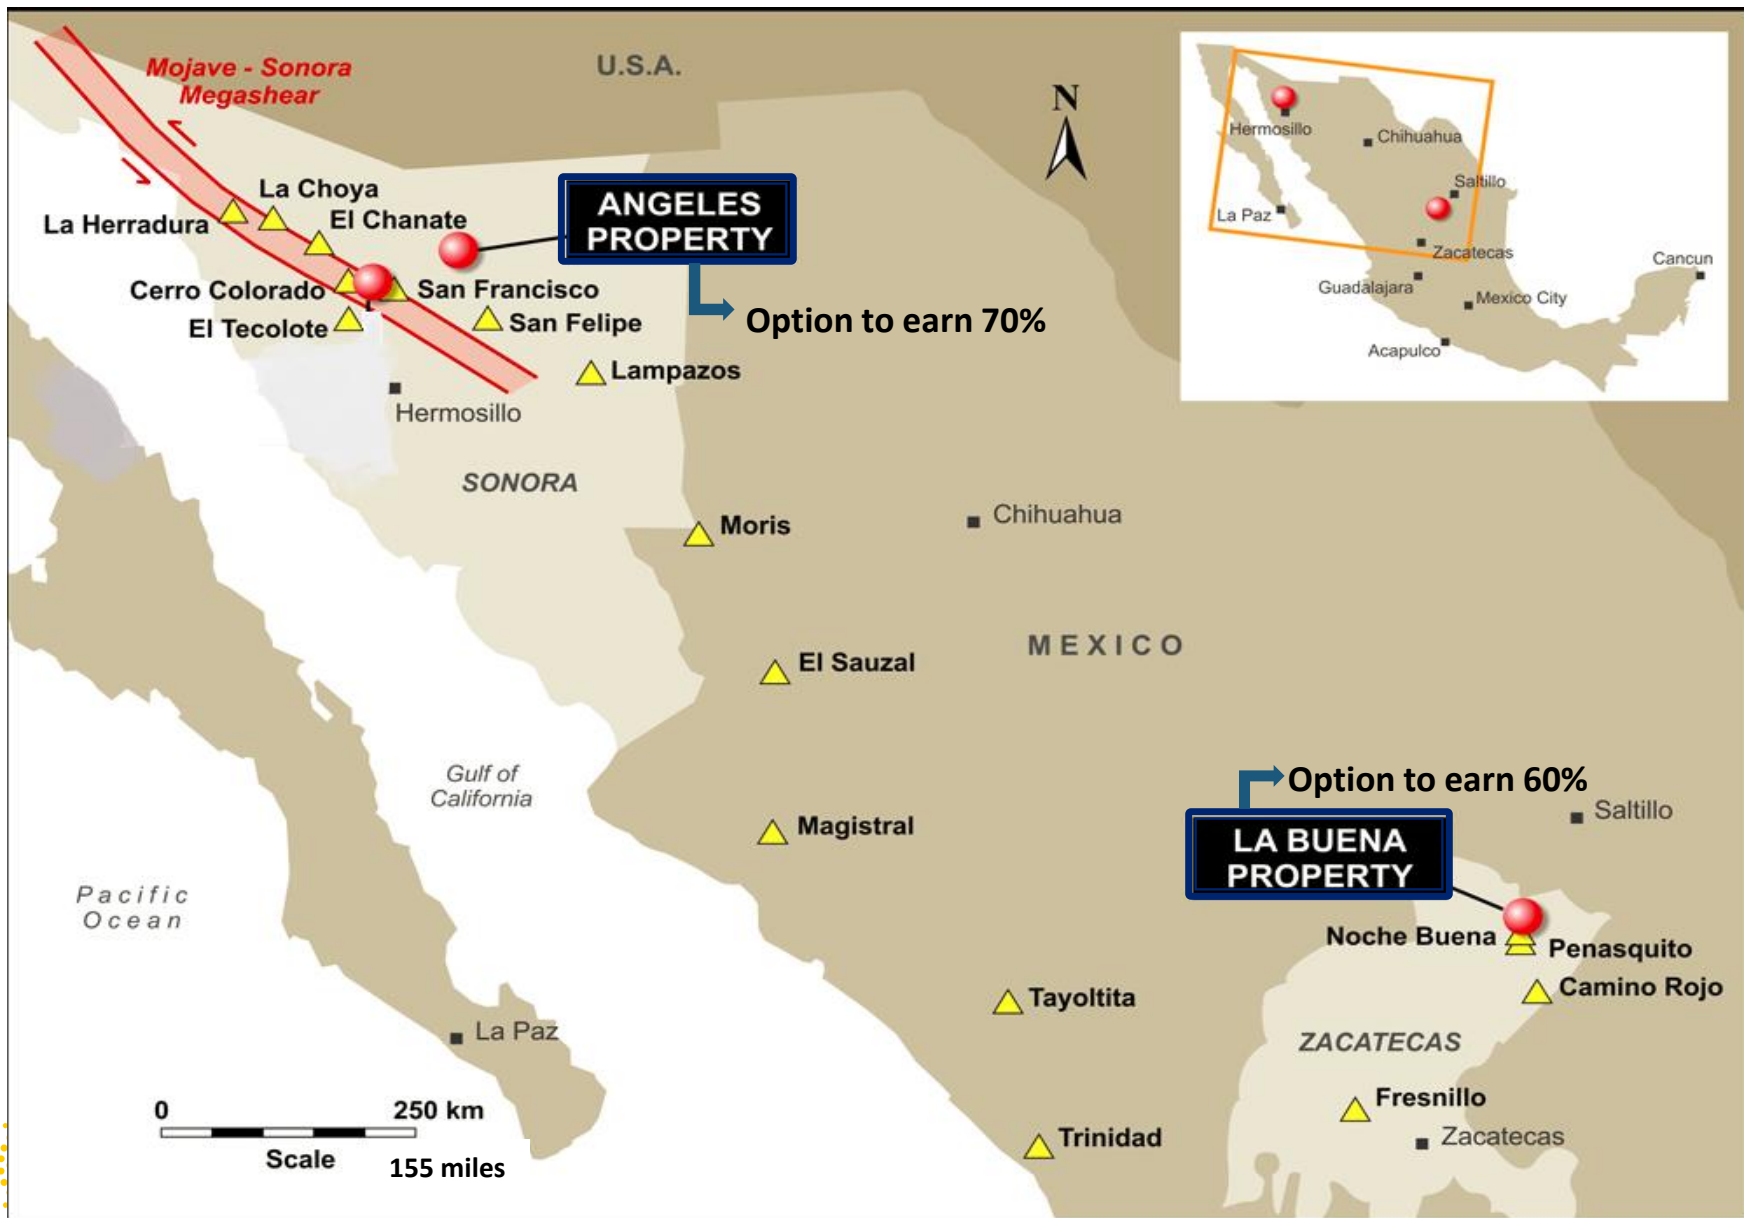 Mojave - Sonora
Megashear
U.S.A.
N
La Choya
El Chanate
La Herradura
ANGELES
PROPERTY
Cerro Colorado
San Francisco
El Tecolote
San Felipe
Option to earn 70%
Lampazos
Hermosillo
SONORA
Moris
Chihuahua
MEXICO
El Sauzal
Gulf of
California
Magistral
Pacific
Ocean
Option to earn 60%
Saltillo
LA BUENA
PROPERTY
Noche Buena
Penasquito
Camino Rojo
Tayoltita
ZACATECAS
La Paz
Fresnillo
Zacatecas
Trinidad
0 250 km
Scale
155 miles
Hermosillo
Chihuahua
Saltillo
La Paz
Zacatecas
Cancun
Guadalajara
Mexico City
Acapulco